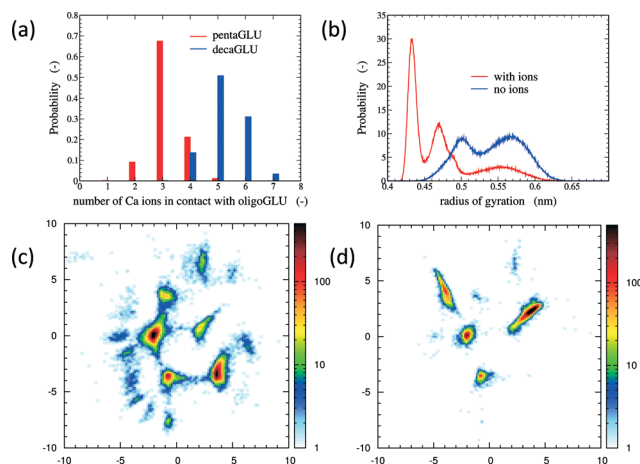 (a)
Probability (-)
0.8
0.7
0.6
0.5
0.4
0.3
0.2
0.1
0
pentaGLU
decaGLU
0 1 2 3 4 5 6 7 8
number of Ca ions in contact with oligoGLU (-)
(b)
Probability (-)
35
30
25
20
15
10
5
0
with ions
no ions
0.4 0.45 0.5 0.55 0.6 0.65
radius of gyration (nm)
(c)
10
5
0
-5
-10
-10 -5 0 5 10
100
10
1
(d)
10
5
0
-5
-10
-10 -5 0 5 10
100
10
1